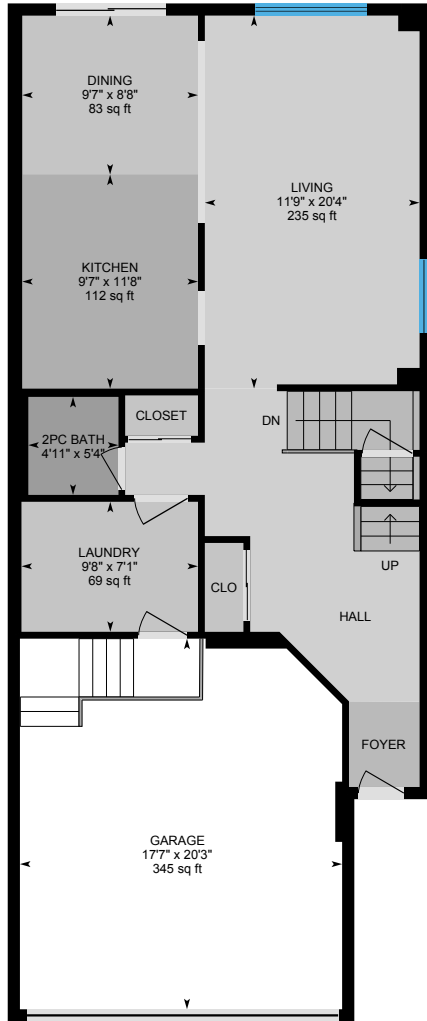 DINING
9'7" x 8'8"
83 sq ft
LIVING
11'9" x 20'4"
235 sq ft
KITCHEN
9'7" x 11'8"
112 sq ft
CLOSET
DN
2PC BATH
4'11" x 5'4"
LAUNDRY
9'8" x 7'1"
69 sq ft
CLO
UP
HALL
FOYER
GARAGE
17'7" x 20'3"
345 sq ft